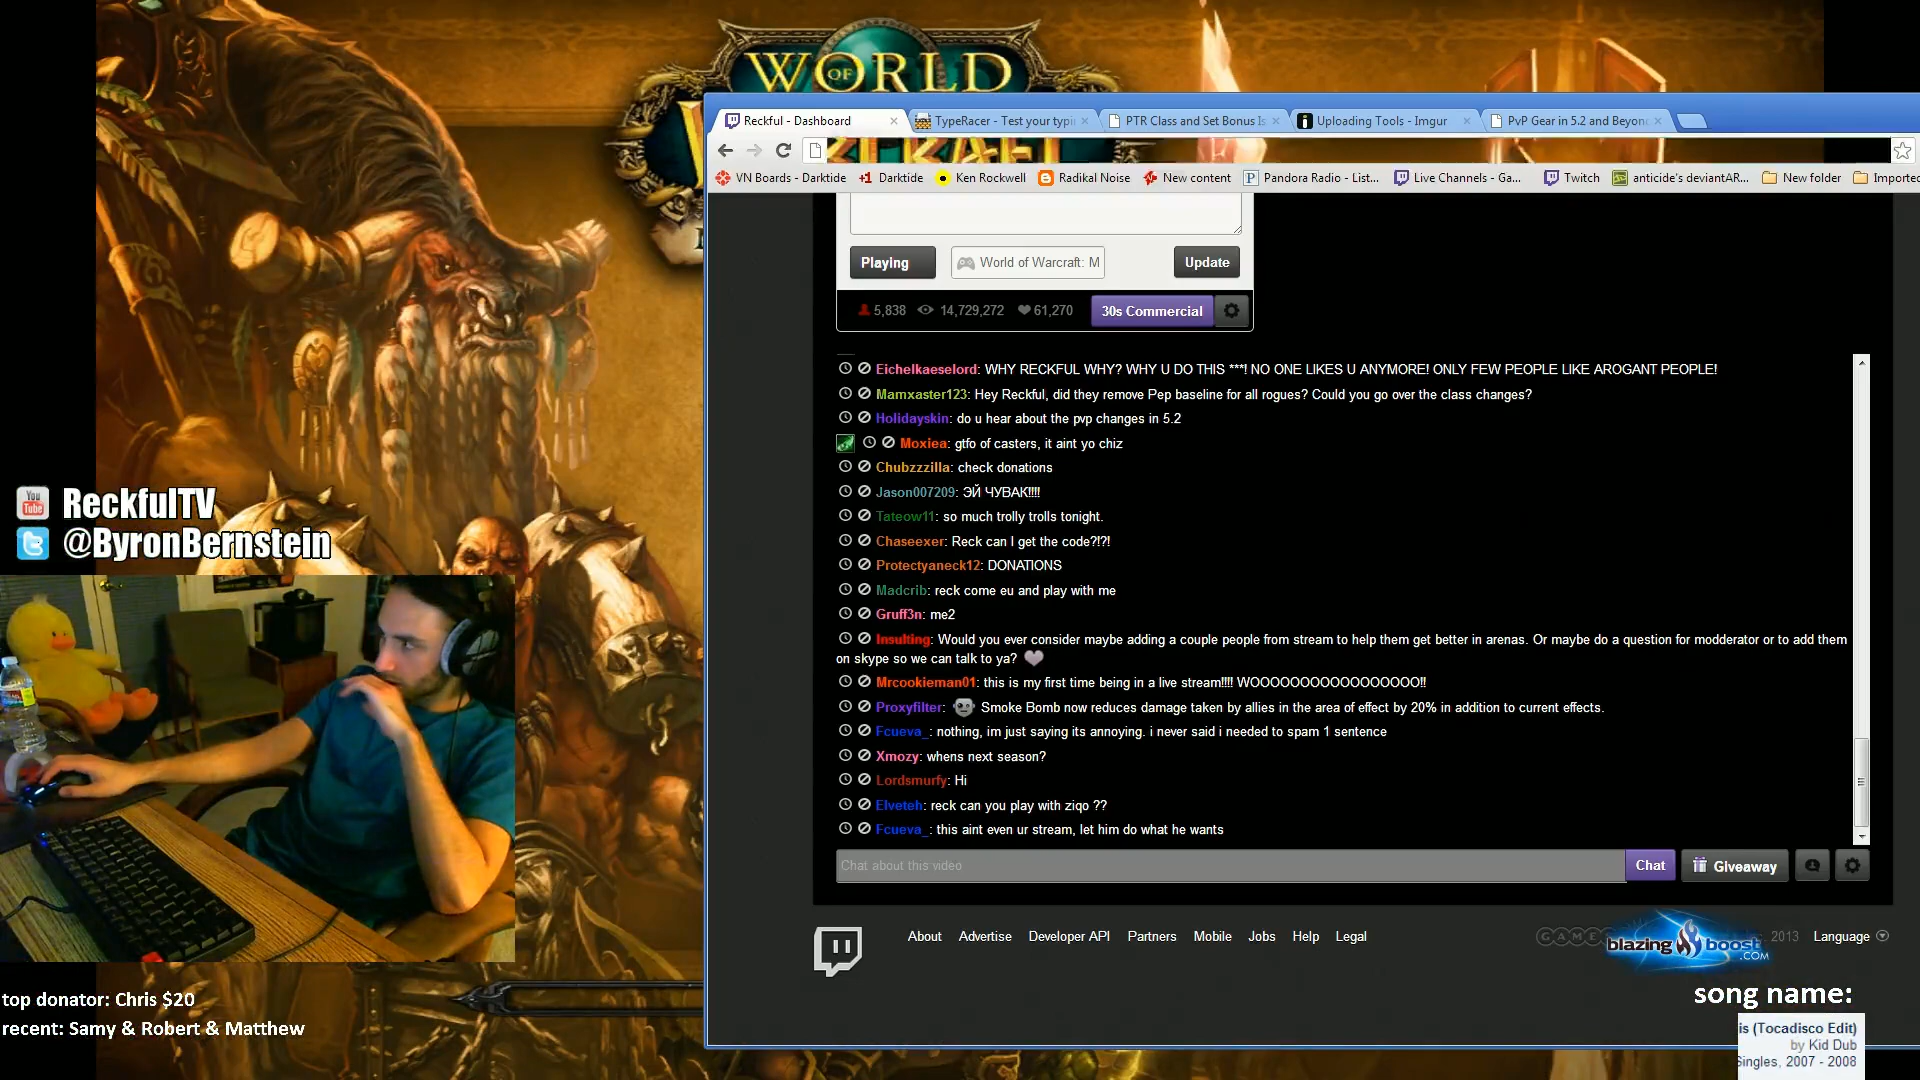 WORLD
OF
Reckful - Dashboard
TypeRacer - Test your typi
PTR Class and Set Bonus Is
Uploading Tools - Imgur
PvP Gear in 5.2 and Beyon
VN Boards - Darktide
+1 Darktide
Ken Rockwell
Radikal Noise
New content
Pandora Radio - List...
Live Channels - Ga...
Twitch
anticide's deviantAR...
New folder
Imported
Playing
World of Warcraft: M
Update
5,838
14,729,272
61,270
30s Commercial
Eichelkaeselord: WHY RECKFUL WHY? WHY U DO THIS ***! NO ONE LIKES U ANYMORE! ONLY FEW PEOPLE LIKE AROGANT PEOPLE!
Mamxaster123: Hey Reckful, did they remove Pep baseline for all rogues? Could you go over the class changes?
Holidayskin: do u hear about the pvp changes in 5.2
Moxiea: gtfo of casters, it aint yo chiz
Chubzzzilla: check donations
Jason007209: ЭЙ ЧУВАК!!!!
Tateow11: so much trolly trolls tonight.
Chaseexer: Reck can I get the code?!?!
Protectyaneck12: DONATIONS
Madcrib: reck come eu and play with me
Gruff3n: me2
Insulting: Would you ever consider maybe adding a couple people from stream to help them get better in arenas. Or maybe do a question for modderator or to add them
on skype so we can talk to ya?
Mrcookieman01: this is my first time being in a live stream!!!! WOOOOOOOOOOOOOOOOO!!
Proxyfilter: Smoke Bomb now reduces damage taken by allies in the area of effect by 20% in addition to current effects.
Fcueva_: nothing, im just saying its annoying. i never said i needed to spam 1 sentence
Xmozy: whens next season?
Lordsmurfy: Hi
Elveteh: reck can you play with ziqo ??
Fcueva_: this aint even ur stream, let him do what he wants
Chat about this video
Chat
Giveaway
About
Advertise
Developer API
Partners
Mobile
Jobs
Help
Legal
GAME
blazing boost
.COM
2013
Language
You
Tube
ReckfulTV
@ByronBernstein
top donator: Chris $20
recent: Samy & Robert & Matthew
song name:
is (Tocadisco Edit)
by Kid Dub
Singles, 2007 - 2008